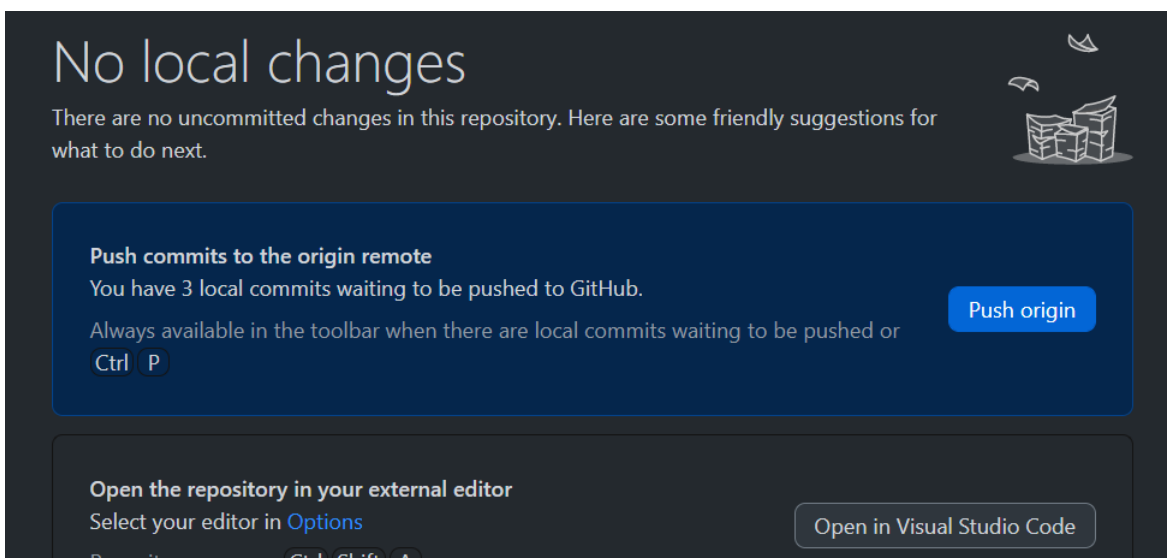 No local changes
There are no uncommitted changes in this repository. Here are some friendly suggestions for
what to do next.
Push commits to the origin remote
You have 3 local commits waiting to be pushed to GitHub.
Push origin
Always available in the toolbar when there are local commits waiting to be pushed or
Ctrl P
Open the repository in your external editor
Select your editor in Options
Open in Visual Studio Code